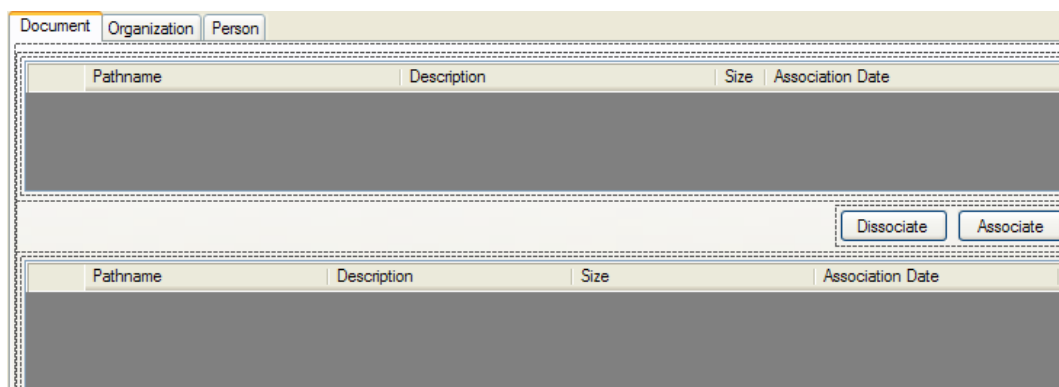 Document Organization Person
Pathname Description Size Association Date
Dissociate Associate
Pathname Description Size Association Date